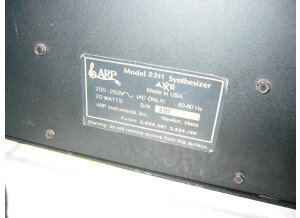 ARP
Model 2311 Synthesizer
AXXE
Made in USA
200-250V (AC ONLY) 50-60 Hz
20 WATTS S/N
ARP Instruments, Inc. Newton, Mass.
Patent
Warning: do not remove screws from this surface.